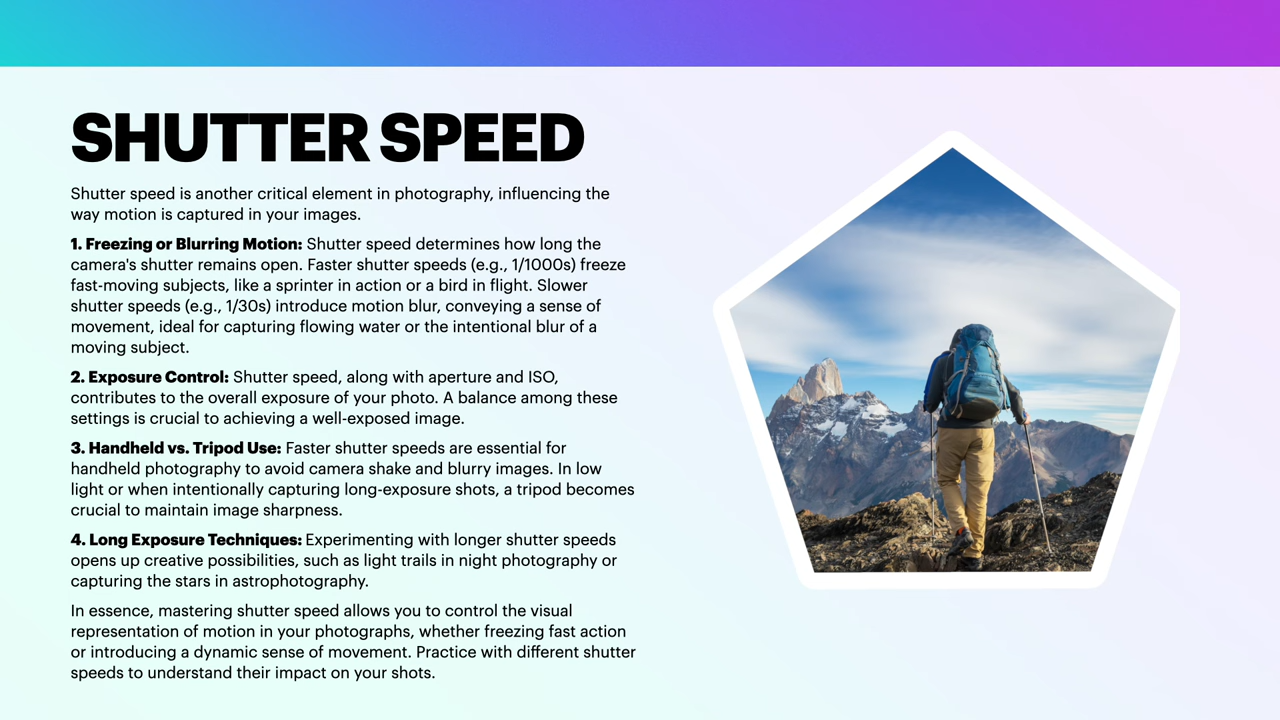 SHUTTER SPEED
Shutter speed is another critical element in photography, influencing the
way motion is captured in your images.
1. Freezing or Blurring Motion: Shutter speed determines how long the
camera's shutter remains open. Faster shutter speeds (e.g., 1/1000s) freeze
fast-moving subjects, like a sprinter in action or a bird in flight. Slower
shutter speeds (e.g., 1/30s) introduce motion blur, conveying a sense of
movement, ideal for capturing flowing water or the intentional blur of a
moving subject.
2. Exposure Control: Shutter speed, along with aperture and ISO,
contributes to the overall exposure of your photo. A balance among these
settings is crucial to achieving a well-exposed image.
3. Handheld vs. Tripod Use: Faster shutter speeds are essential for
handheld photography to avoid camera shake and blurry images. In low
light or when intentionally capturing long-exposure shots, a tripod becomes
crucial to maintain image sharpness.
4. Long Exposure Techniques: Experimenting with longer shutter speeds
opens up creative possibilities, such as light trails in night photography or
capturing the stars in astrophotography.
In essence, mastering shutter speed allows you to control the visual
representation of motion in your photographs, whether freezing fast action
or introducing a dynamic sense of movement. Practice with different shutter
speeds to understand their impact on your shots.